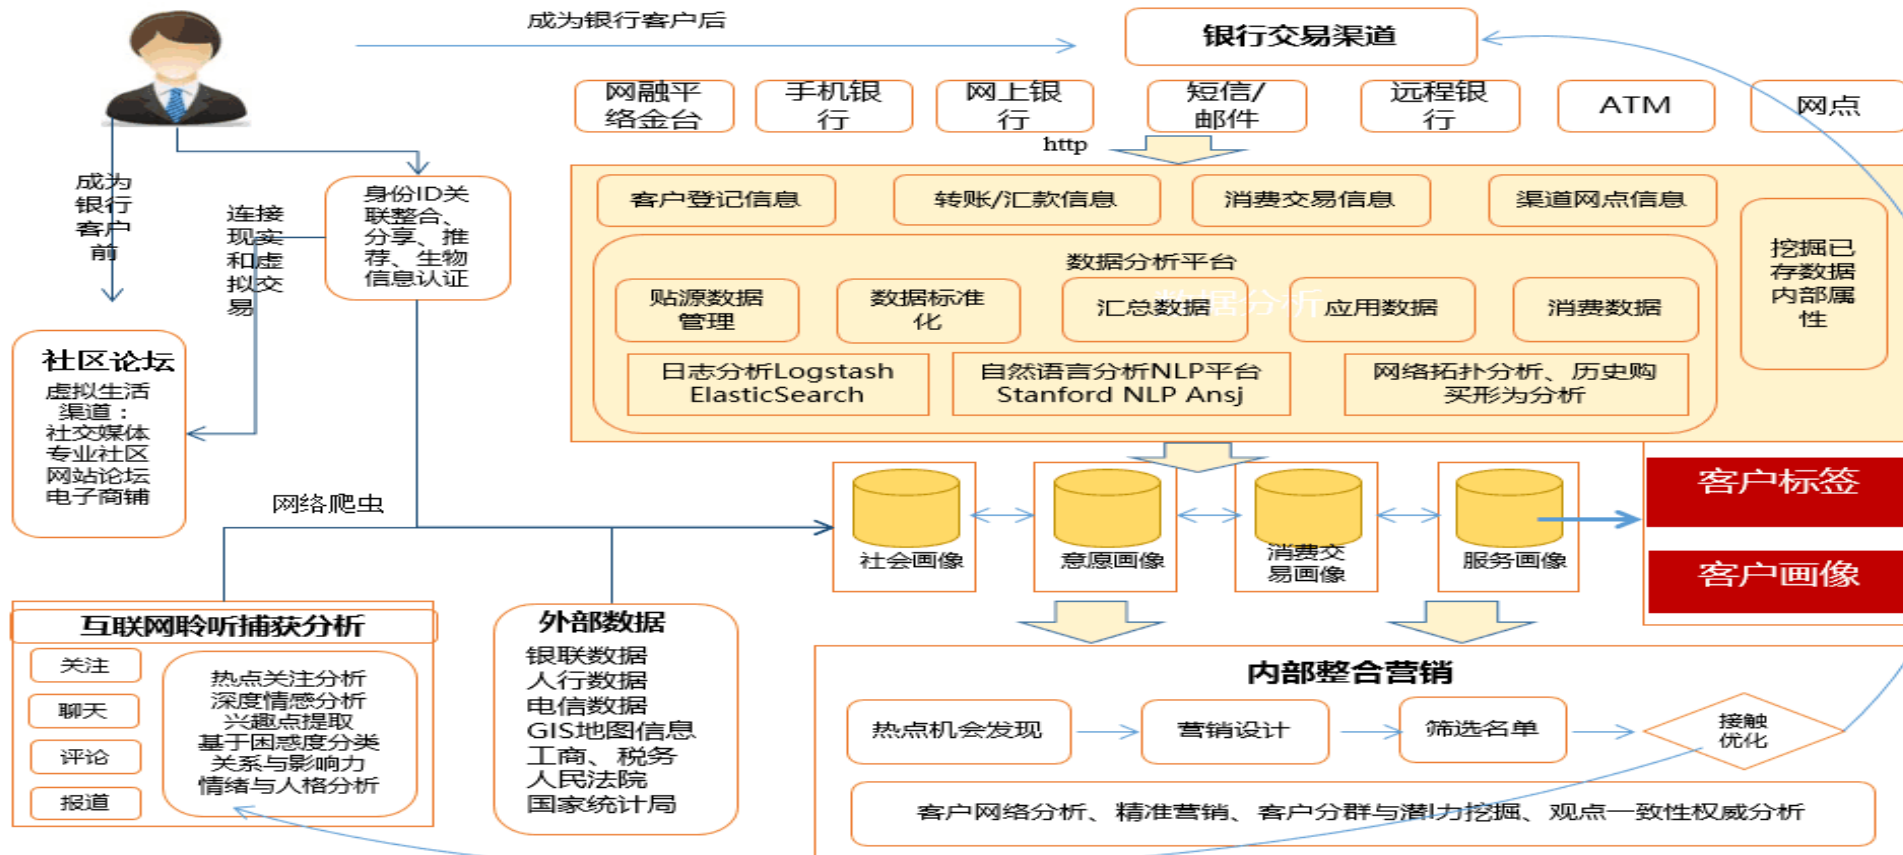 成为银行客户后
银行交易渠道
网融平
络金台
手机银
行
网上银
行
短信/
邮件
远程银
行
ATM
网点
http
成为
银行
客户
前
连接
现实
和虚
拟交
易
身份ID关
联整合、
分享、推
荐、生物
信息认证
客户登记信息
转账/汇款信息
消费交易信息
渠道网点信息
挖掘已
存数据
内部属
性
数据分析平台
数据分析
贴源数据
管理
数据标准
化
汇总数据
应用数据
消费数据
日志分析Logstash
ElasticSearch
自然语言分析NLP平台
Stanford NLP Ansj
网络拓扑分析、历史购
买形为分析
社区论坛
虚拟生活
渠道：
社交媒体
专业社区
网站论坛
电子商铺
网络爬虫
社会画像
意愿画像
消费交
易画像
服务画像
客户标签
客户画像
互联网聆听捕获分析
关注
聊天
评论
报道
热点关注分析
深度情感分析
兴趣点提取
基于困惑度分类
关系与影响力
情绪与人格分析
外部数据
银联数据
人行数据
电信数据
GIS地图信息
工商、税务
人民法院
国家统计局
内部整合营销
热点机会发现
营销设计
筛选名单
接触
优化
客户网络分析、精准营销、客户分群与潜力挖掘、观点一致性权威分析